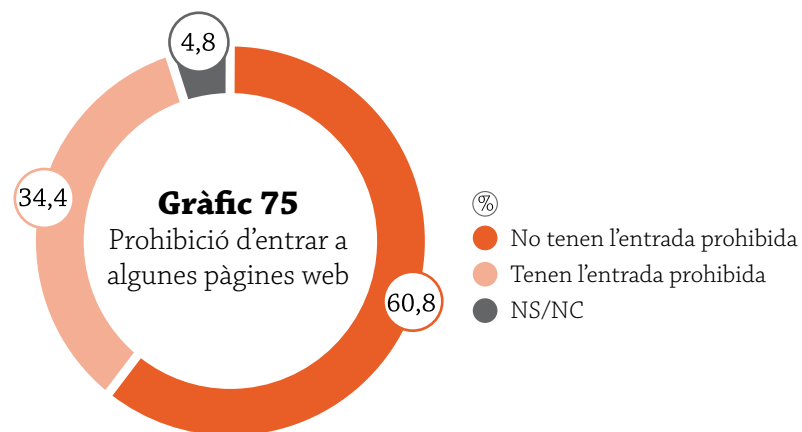 4,8
34,4
Gràfic 75
Prohibició d'entrar a
algunes pàgines web
60,8
%
No tenen l'entrada prohibida
Tenen l'entrada prohibida
NS/NC